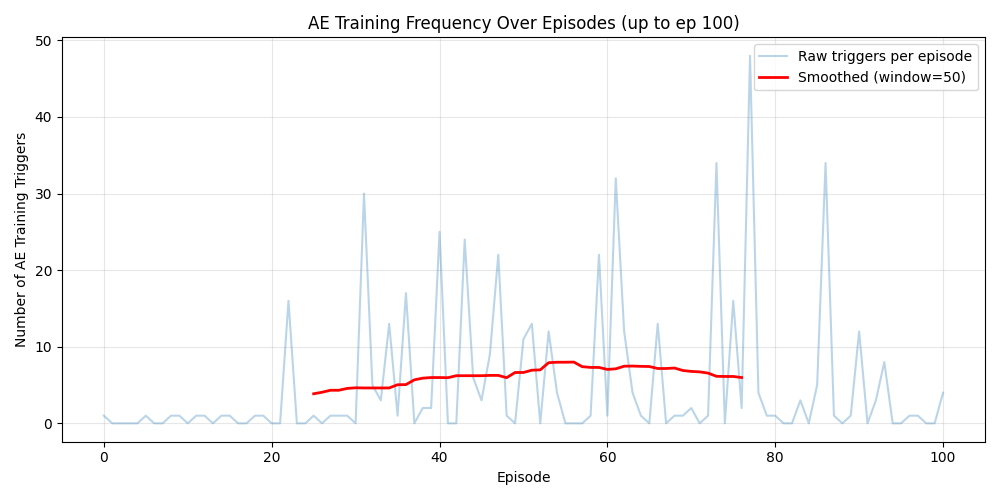 AE Training Frequency Over Episodes (up to ep 100)
Raw triggers per episode
Smoothed (window=50)
Number of AE Training Triggers
50
40
30
20
10
0
0 20 40 60 80 100
Episode